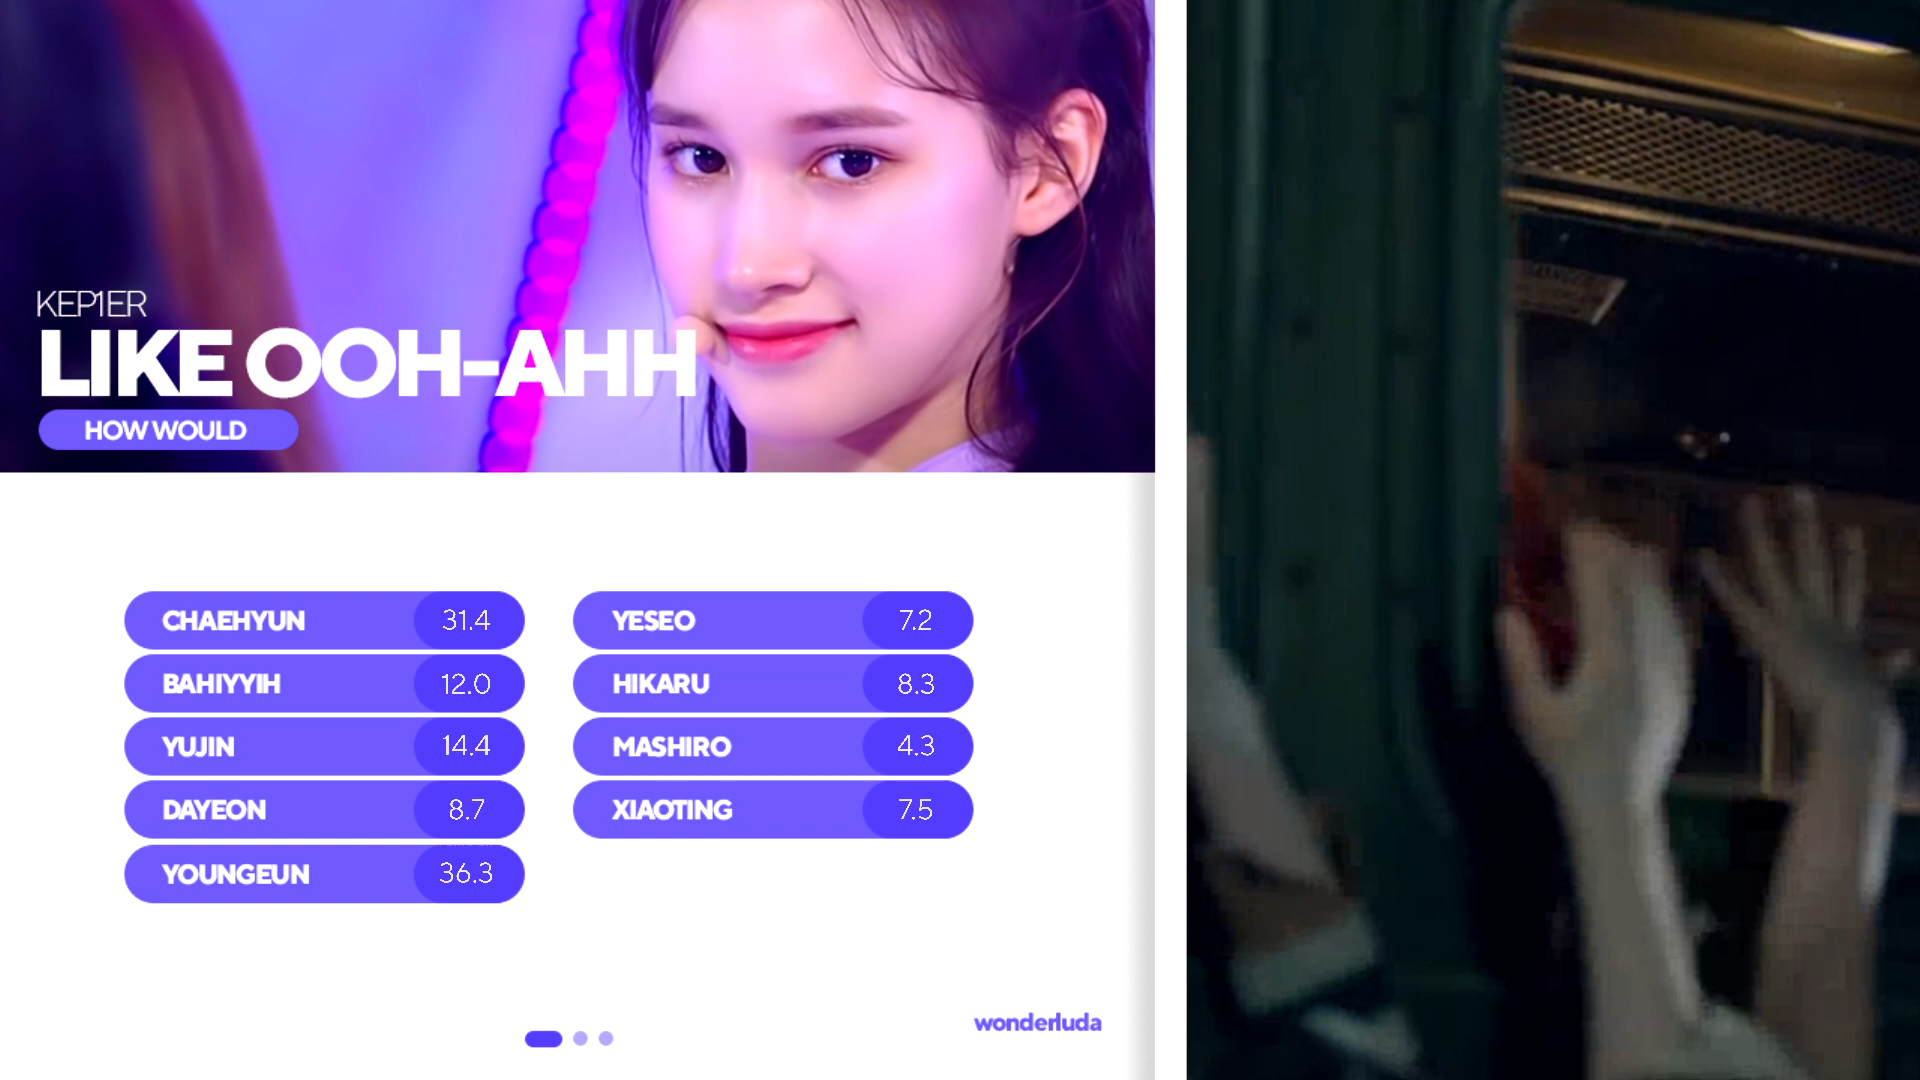 KEP1ER
LIKE OOH-AHH
HOW WOULD
CHAEHYUN 31.4
BAHIYYIH 12.0
YUJIN 14.4
DAYEON 8.7
YOUNGEUN 36.3
YESEO 7.2
HIKARU 8.3
MASHIRO 4.3
XIAOTING 7.5
wonderluda